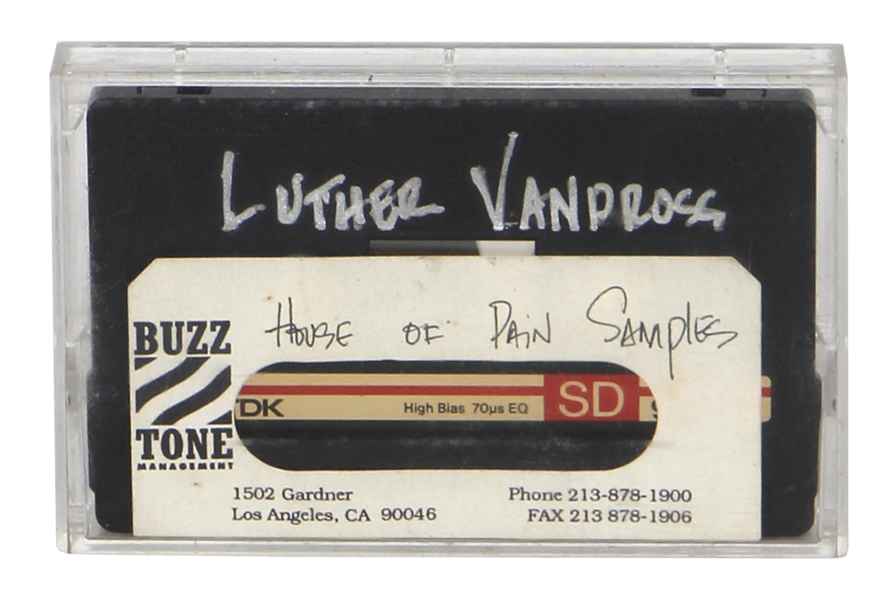 LUTHER VANDROSS
HOUSE OF PAIN SAMPLES
BUZZ
TONE
MANAGEMENT
TDK High Bias 70µs EQ SD
1502 Gardner
Los Angeles, CA 90046
Phone 213-878-1900
FAX 213 878-1906